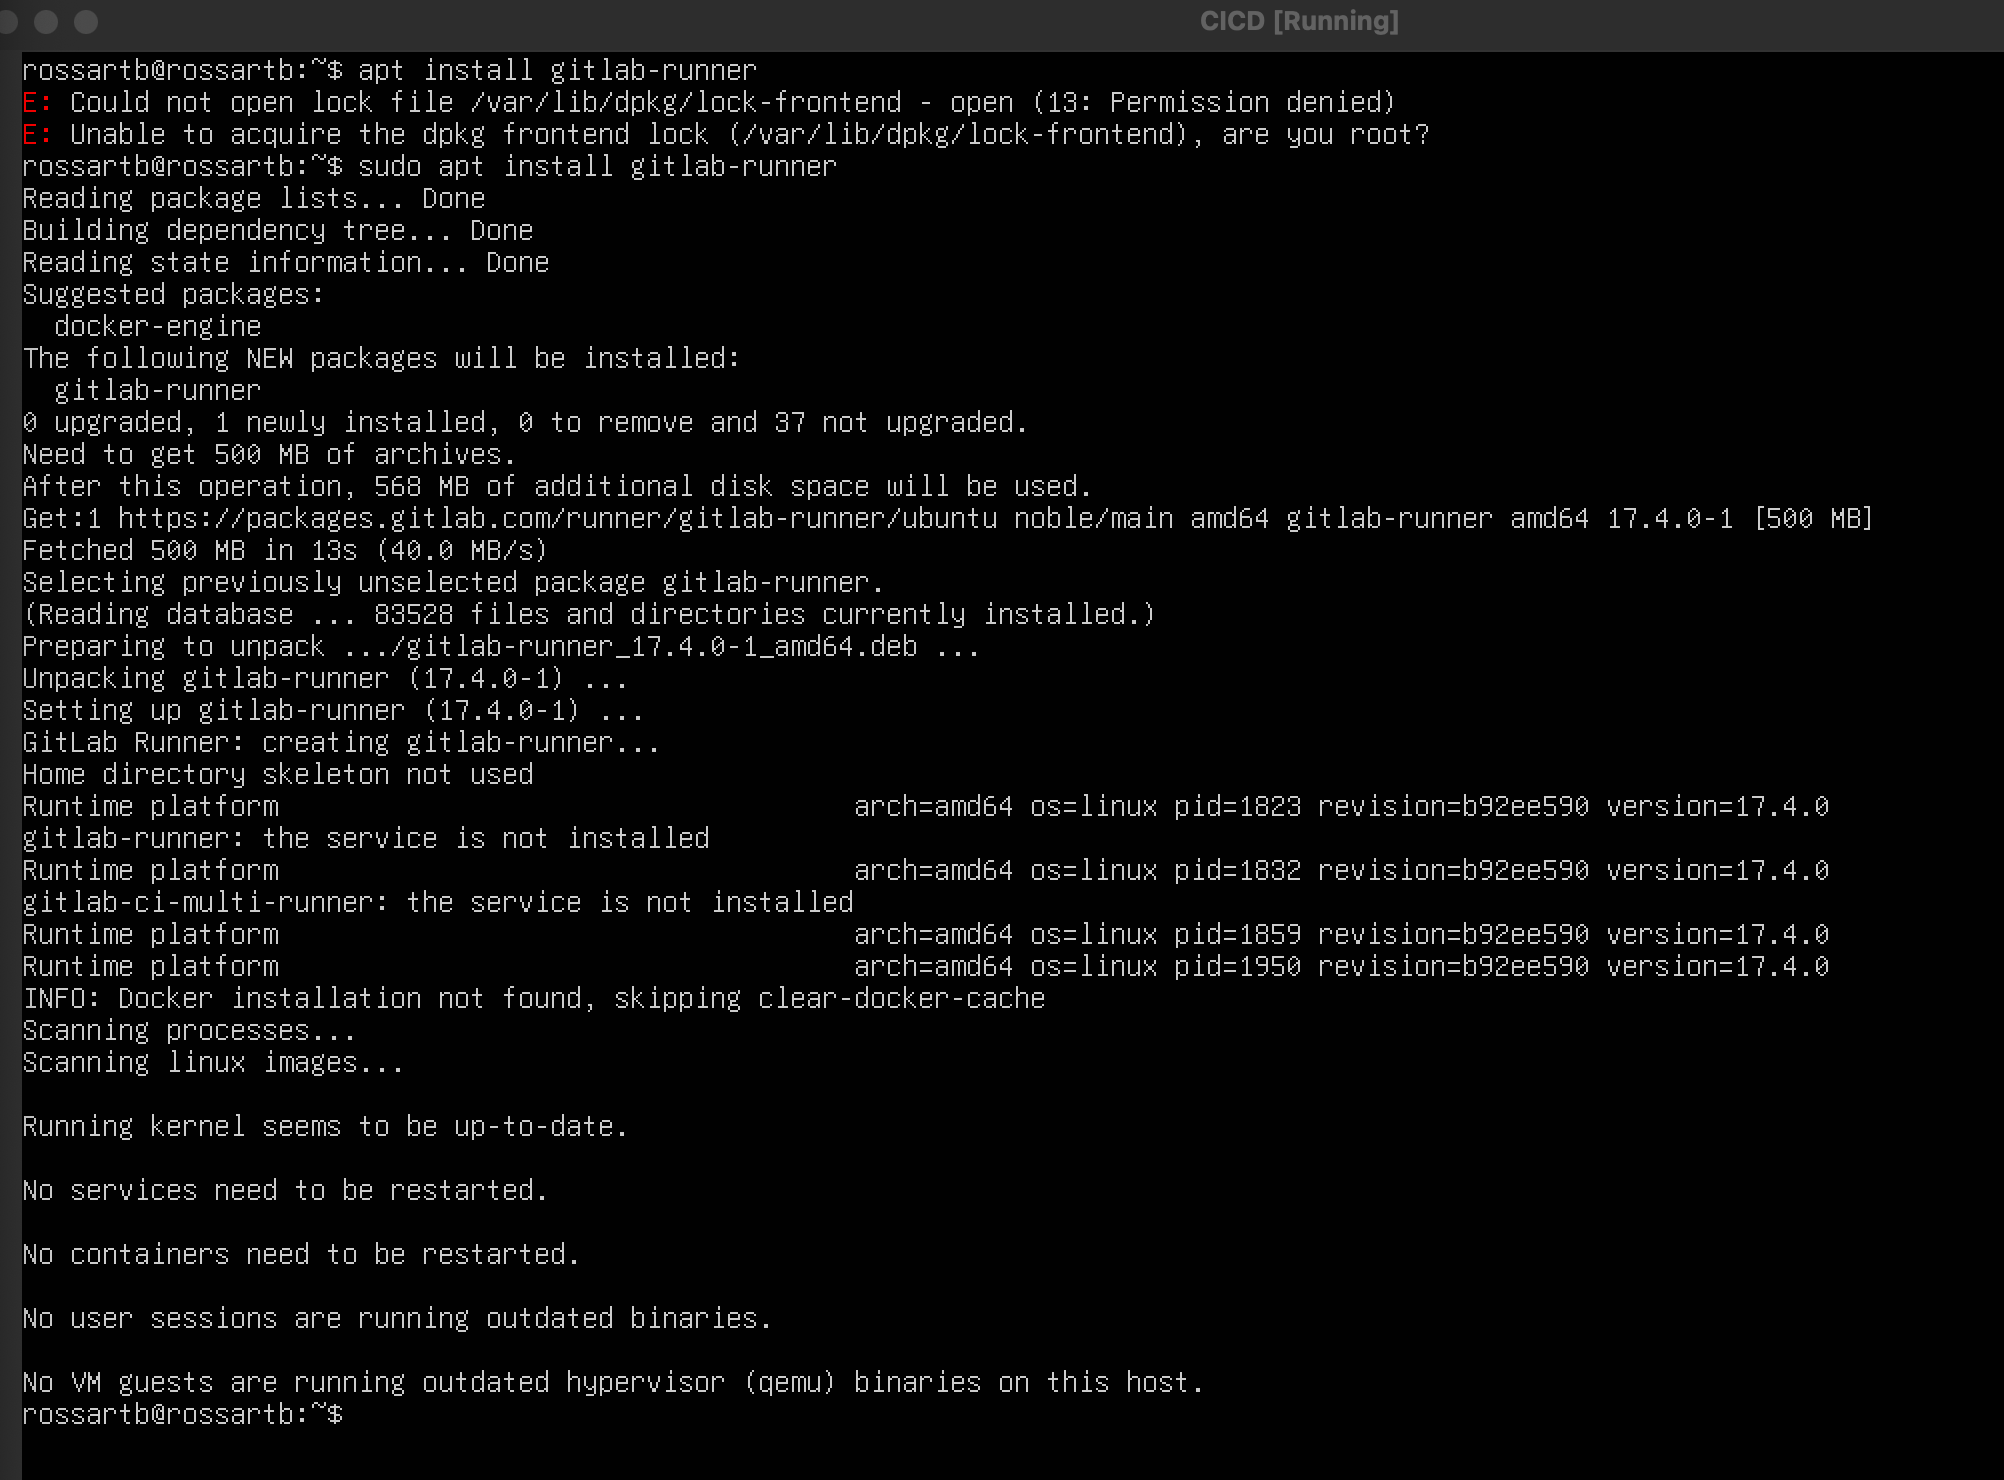 CICD [Running]
rossartb@rossartb:~$ apt install gitlab-runner
E: Could not open lock file /var/lib/dpkg/lock-frontend - open (13: Permission denied)
E: Unable to acquire the dpkg frontend lock (/var/lib/dpkg/lock-frontend), are you root?
rossartb@rossartb:~$ sudo apt install gitlab-runner
Reading package lists... Done
Building dependency tree... Done
Reading state information... Done
Suggested packages:
  docker-engine
The following NEW packages will be installed:
  gitlab-runner
0 upgraded, 1 newly installed, 0 to remove and 37 not upgraded.
Need to get 500 MB of archives.
After this operation, 568 MB of additional disk space will be used.
Get:1 https://packages.gitlab.com/runner/gitlab-runner/ubuntu noble/main amd64 gitlab-runner amd64 17.4.0-1 [500 MB]
Fetched 500 MB in 13s (40.0 MB/s)
Selecting previously unselected package gitlab-runner.
(Reading database ... 83528 files and directories currently installed.)
Preparing to unpack .../gitlab-runner_17.4.0-1_amd64.deb ...
Unpacking gitlab-runner (17.4.0-1) ...
Setting up gitlab-runner (17.4.0-1) ...
GitLab Runner: creating gitlab-runner...
Home directory skeleton not used
Runtime platform                                    arch=amd64 os=linux pid=1823 revision=b92ee590 version=17.4.0
gitlab-runner: the service is not installed
Runtime platform                                    arch=amd64 os=linux pid=1832 revision=b92ee590 version=17.4.0
gitlab-ci-multi-runner: the service is not installed
Runtime platform                                    arch=amd64 os=linux pid=1859 revision=b92ee590 version=17.4.0
Runtime platform                                    arch=amd64 os=linux pid=1950 revision=b92ee590 version=17.4.0
INFO: Docker installation not found, skipping clear-docker-cache
Scanning processes...
Scanning linux images...
Running kernel seems to be up-to-date.
No services need to be restarted.
No containers need to be restarted.
No user sessions are running outdated binaries.
No VM guests are running outdated hypervisor (qemu) binaries on this host.
rossartb@rossartb:~$